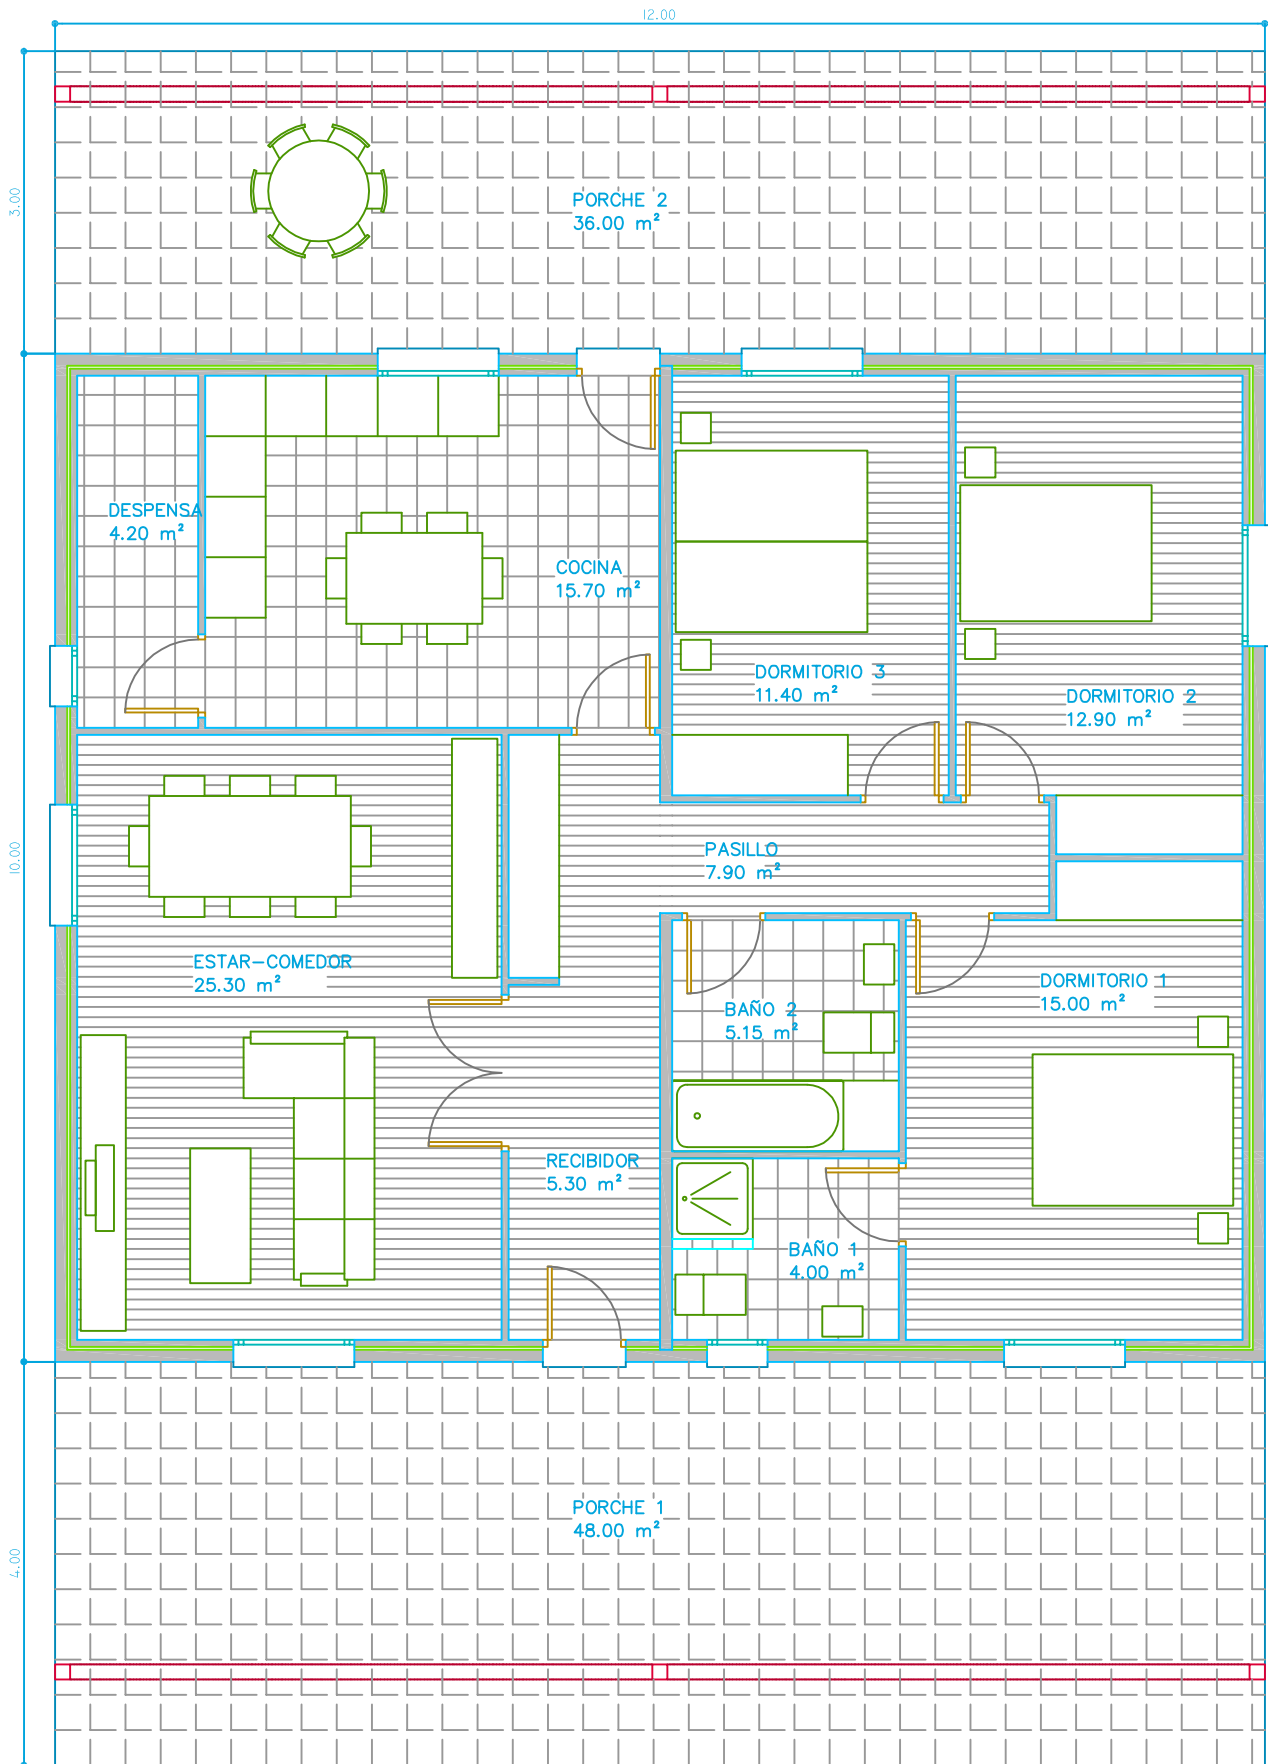 12.00
3.00
PORCHE 2
36.00 m²
DESPENSA
4.20 m²
COCINA
15.70 m²
DORMITORIO 3
11.40 m²
DORMITORIO 2
12.90 m²
10.00
PASILLO
7.90 m²
ESTAR-COMEDOR
25.30 m²
BAÑO 2
5.15 m²
DORMITORIO 1
15.00 m²
RECIBIDOR
5.30 m²
BAÑO 1
4.00 m²
PORCHE 1
48.00 m²
4.00